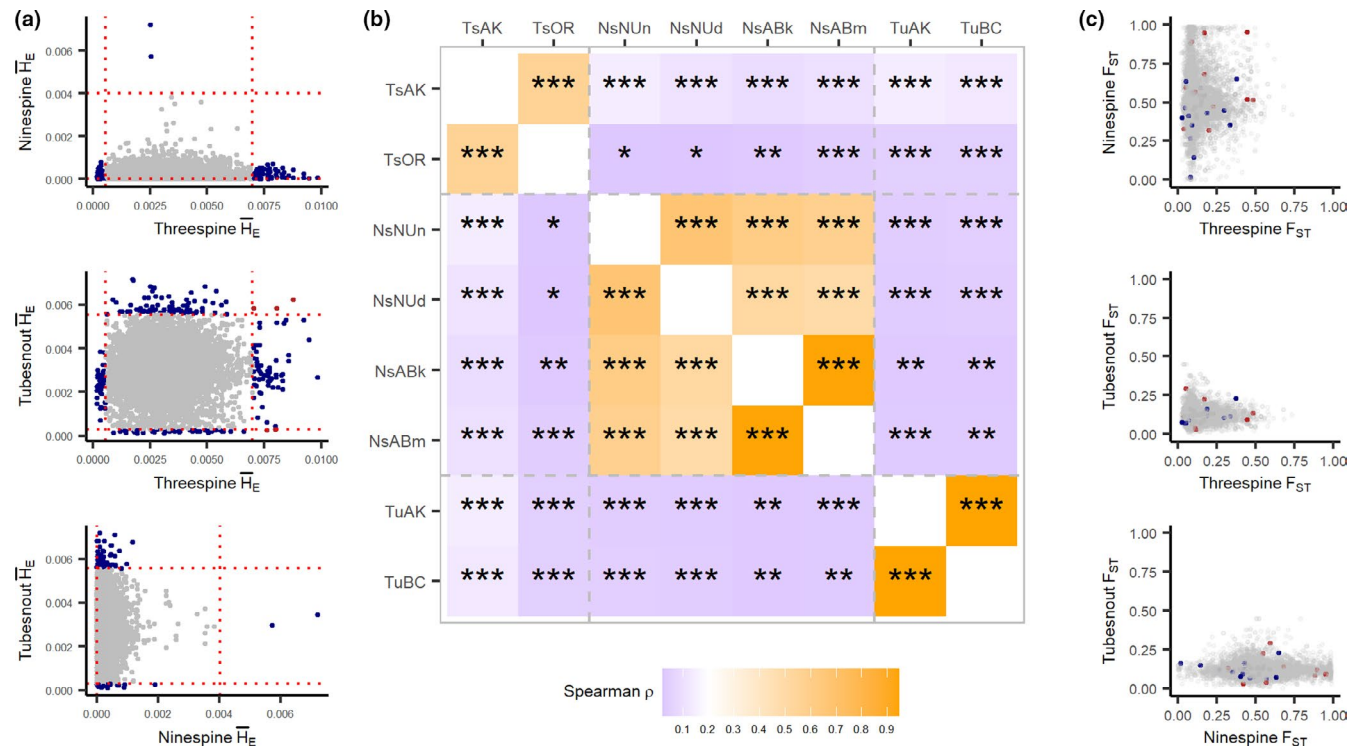 (a)
Ninespine H̅E
0.006
0.004
0.002
0.000
0.0000 0.0025 0.0050 0.0075 0.0100
Threespine H̅E
Tubesnout H̅E
0.006
0.004
0.002
0.000
0.0000 0.0025 0.0050 0.0075 0.0100
Threespine H̅E
Tubesnout H̅E
0.006
0.004
0.002
0.000
0.000 0.002 0.004 0.006
Ninespine H̅E
(b)
TsAK TsOR NsNUn NsNUd NsABk NsABm TuAK TuBC
TsAK *** *** *** *** *** *** ***
TsOR *** * * ** *** *** ***
NsNUn *** * *** *** *** *** ***
NsNUd *** * *** *** *** *** ***
NsABk *** ** *** *** *** ** **
NsABm *** *** *** *** *** *** **
TuAK *** *** *** *** ** *** ***
TuBC *** *** *** *** ** ** ***
Spearman ρ
0.1 0.2 0.3 0.4 0.5 0.6 0.7 0.8 0.9
(c)
Ninespine FST
1.00
0.75
0.50
0.25
0.00
0.00 0.25 0.50 0.75 1.00
Threespine FST
Tubesnout FST
1.00
0.75
0.50
0.25
0.00
0.00 0.25 0.50 0.75 1.00
Threespine FST
Tubesnout FST
1.00
0.75
0.50
0.25
0.00
0.00 0.25 0.50 0.75 1.00
Ninespine FST